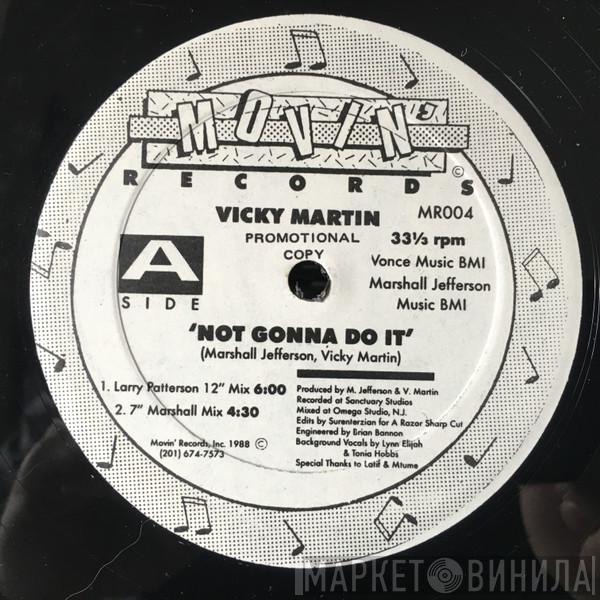 MOVIN'
RECORDS
©
VICKY MARTIN
MR004
PROMOTIONAL
COPY
33⅓ rpm
A
SIDE
Vonce Music BMI
Marshall Jefferson
Music BMI
'NOT GONNA DO IT'
(Marshall Jefferson, Vicky Martin)
1. Larry Patterson 12" Mix 6:00
2. 7" Marshall Mix 4:30
Movin' Records, Inc. 1988 ©
(201) 674-7573
Produced by M. Jefferson & V. Martin
Recorded at Sanctuary Studios
Mixed at Omega Studio, N.J.
Edits by Surenterzian for A Razor Sharp Cut
Engineered by Brian Bannon
Background Vocals by Lynn Elijah
& Tonia Hobbs
Special Thanks to Latif & Mtume
МАРКЕТ ВИНИЛА